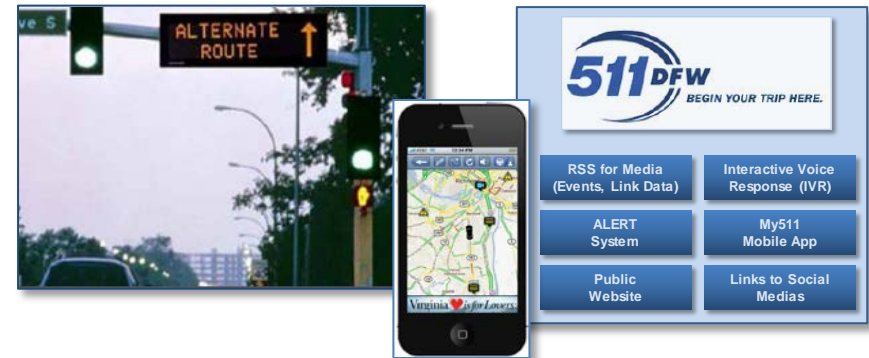 ve S
ALTERNATE
ROUTE
511 DFW
BEGIN YOUR TRIP HERE.
RSS for Media
(Events, Link Data)
Interactive Voice
Response (IVR)
ALERT
System
My511
Mobile App
Public
Website
Links to Social
Medias
Virginia is for Lovers